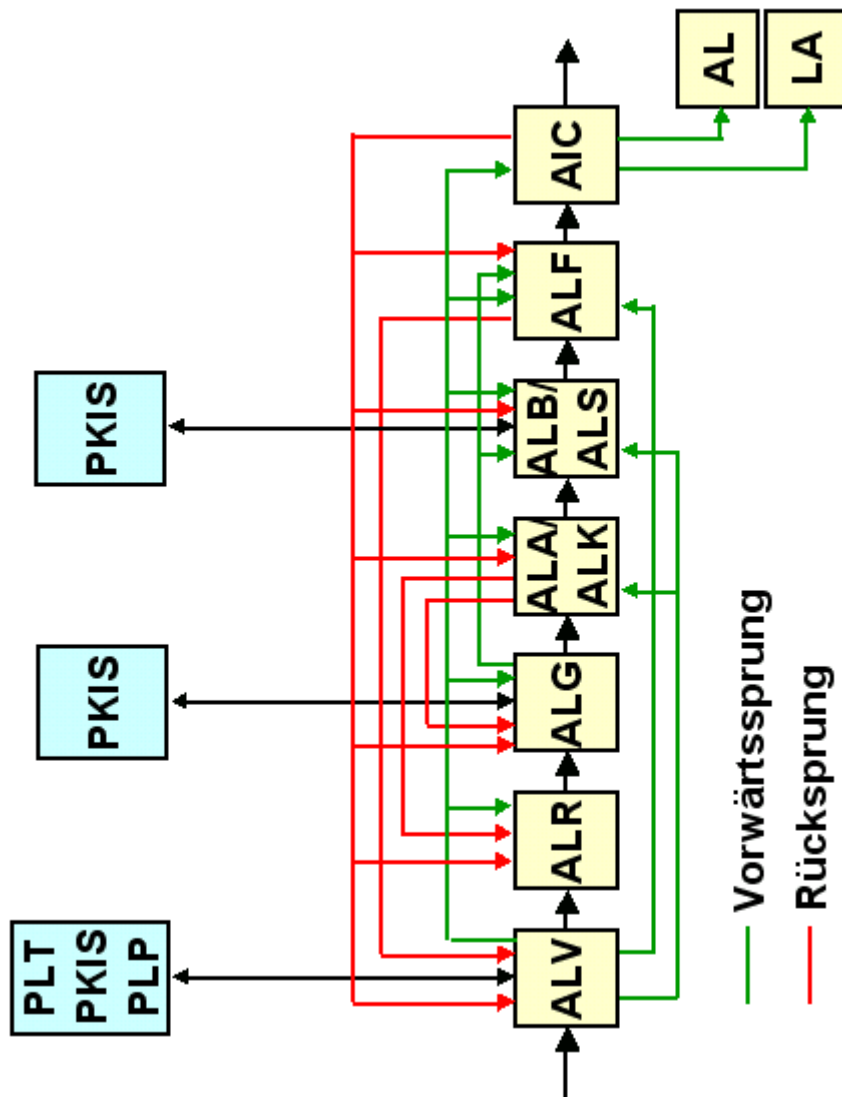 PLT
PKIS
PLP
PKIS
PKIS
ALV
ALR
ALG
ALA/
ALK
ALB/
ALS
ALF
AIC
AL
LA
Vorwärtssprung
Rücksprung